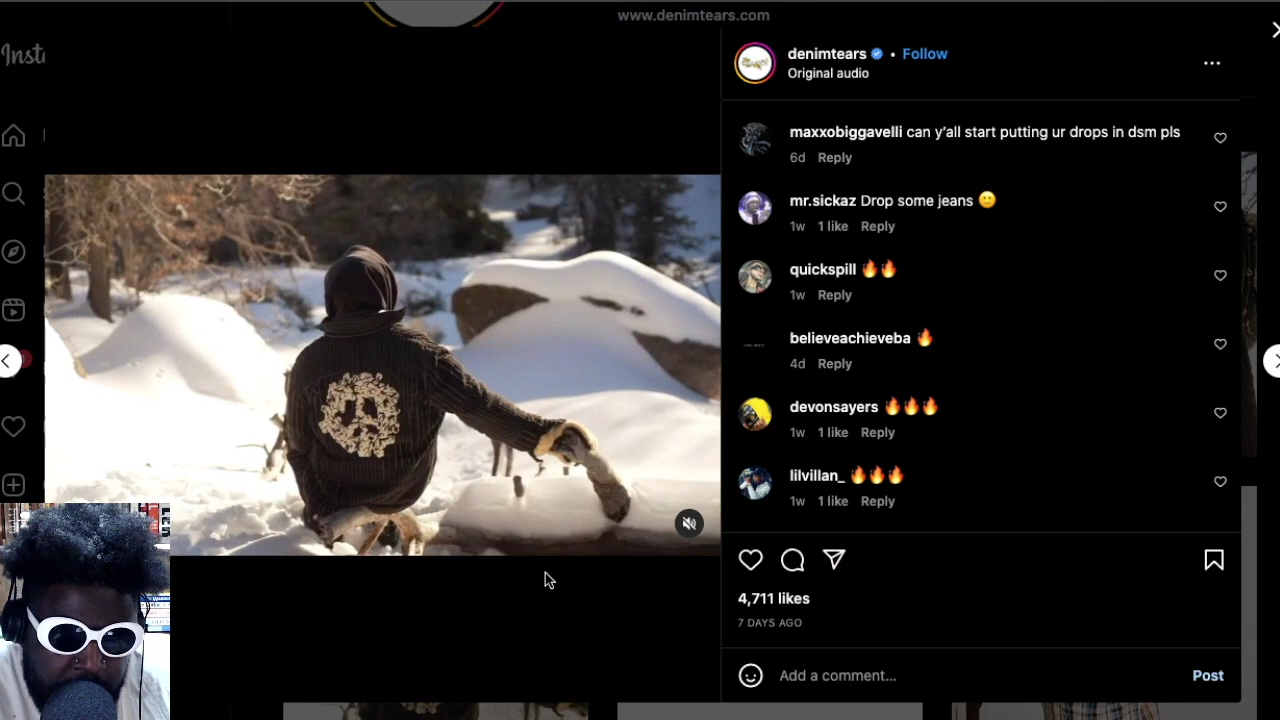 www.denimtears.com
Inst
denimtears • Follow
Original audio
maxxobiggavelli can y'all start putting ur drops in dsm pls
6d Reply
mr.sickaz Drop some jeans 🙂
1w 1 like Reply
quickspill 🔥🔥
1w Reply
believeachieveba 🔥
4d Reply
devonsayers 🔥🔥🔥
1w 1 like Reply
lilvillan_ 🔥🔥🔥
1w 1 like Reply
4,711 likes
7 DAYS AGO
Add a comment...
Post